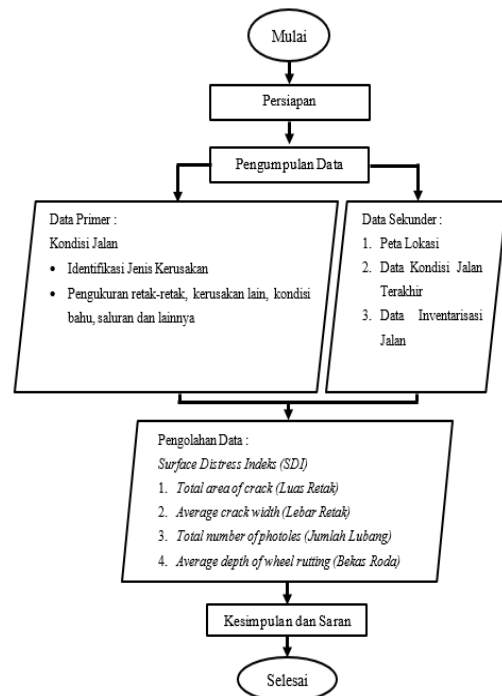 Mulai
Persiapan
Pengumpulan Data
Data Primer :
Kondisi Jalan
• Identifikasi Jenis Kerusakan
• Pengukuran retak-retak, kerusakan lain, kondisi
bahu, saluran dan lainnya
Data Sekunder :
1. Peta Lokasi
2. Data Kondisi Jalan
Terakhir
3. Data Inventarisasi
Jalan
Pengolahan Data :
Surface Distress Indeks (SDI)
1. Total area of crack (Luas Retak)
2. Average crack width (Lebar Retak)
3. Total number of photoles (Jumlah Lubang)
4. Average depth of wheel rutting (Bekas Roda)
Kesimpulan dan Saran
Selesai